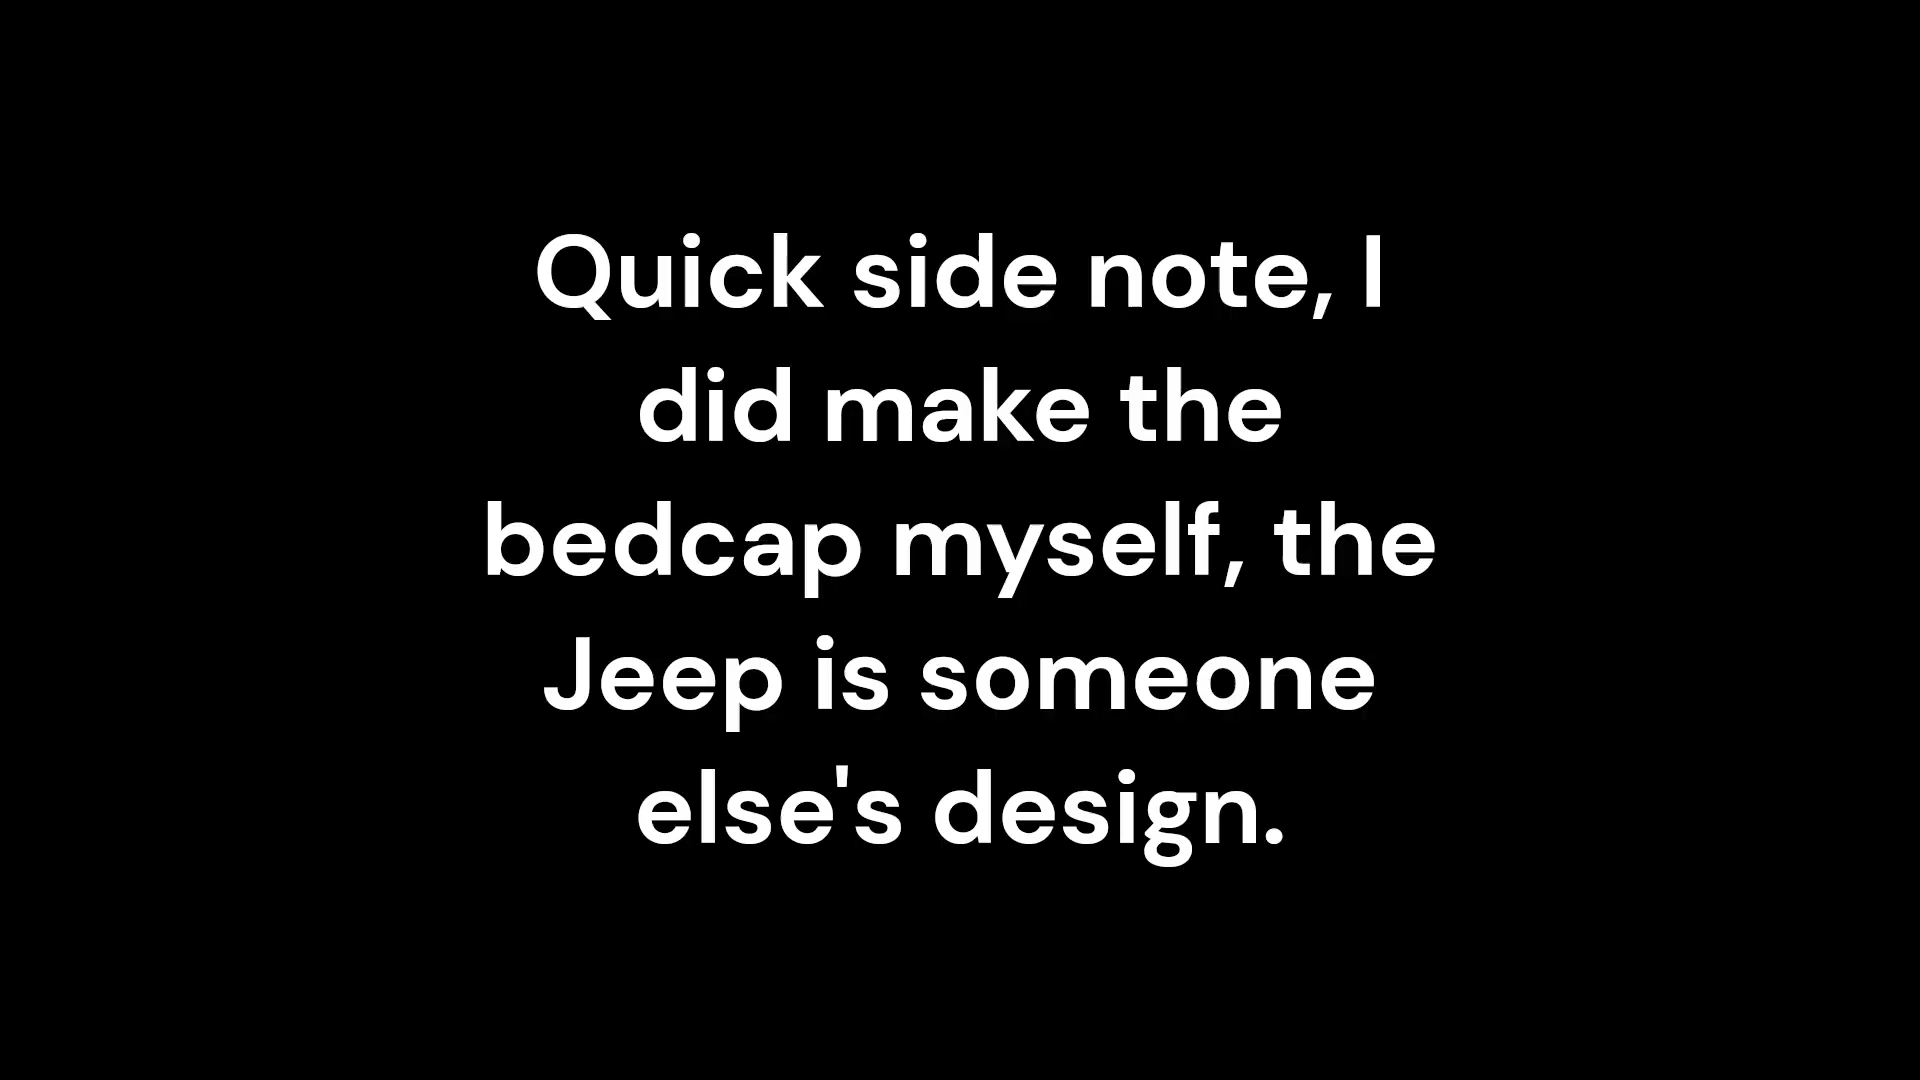 Quick side note, I
did make the
bedcap myself, the
Jeep is someone
else's design.